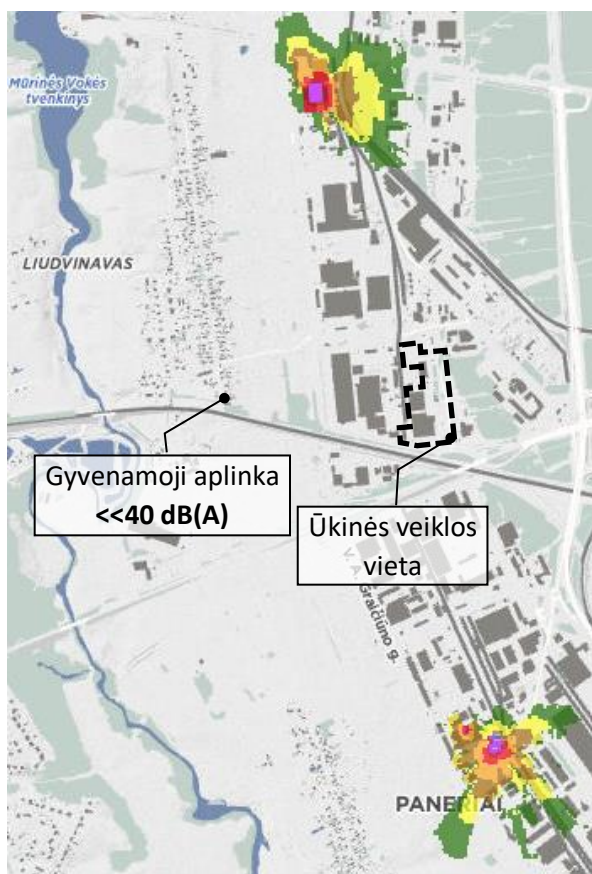 Mūrinės Vokės
tvenkinys
LIUDVINAVAS
Gyvenamoji aplinka
<<40 dB(A)
Ūkinės veiklos
vieta
V. A. Graičiūno g.
PANERIAI